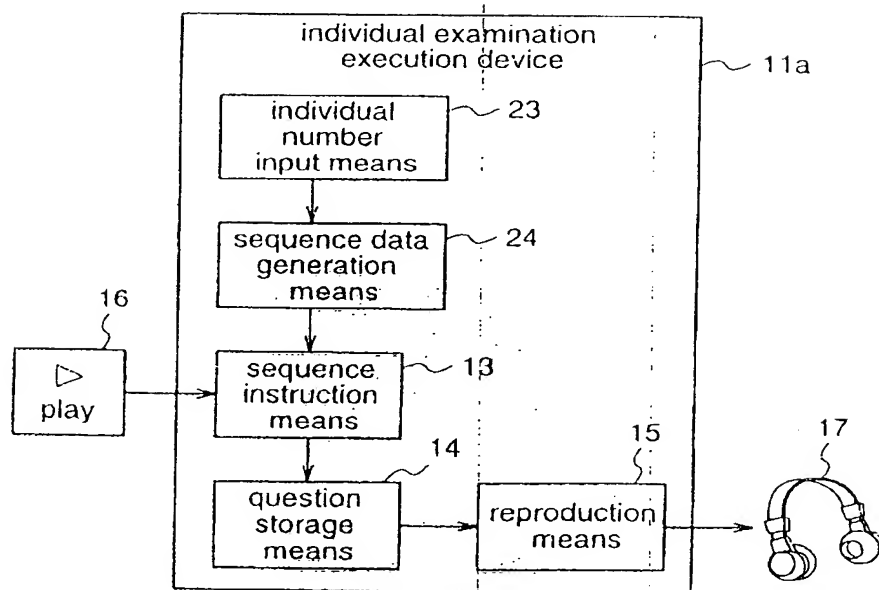 individual examination
execution device
11a
individual
number
input means
23
sequence data
generation
means
24
16
play
sequence
instruction
means
13
question
storage
means
14
reproduction
means
15
17